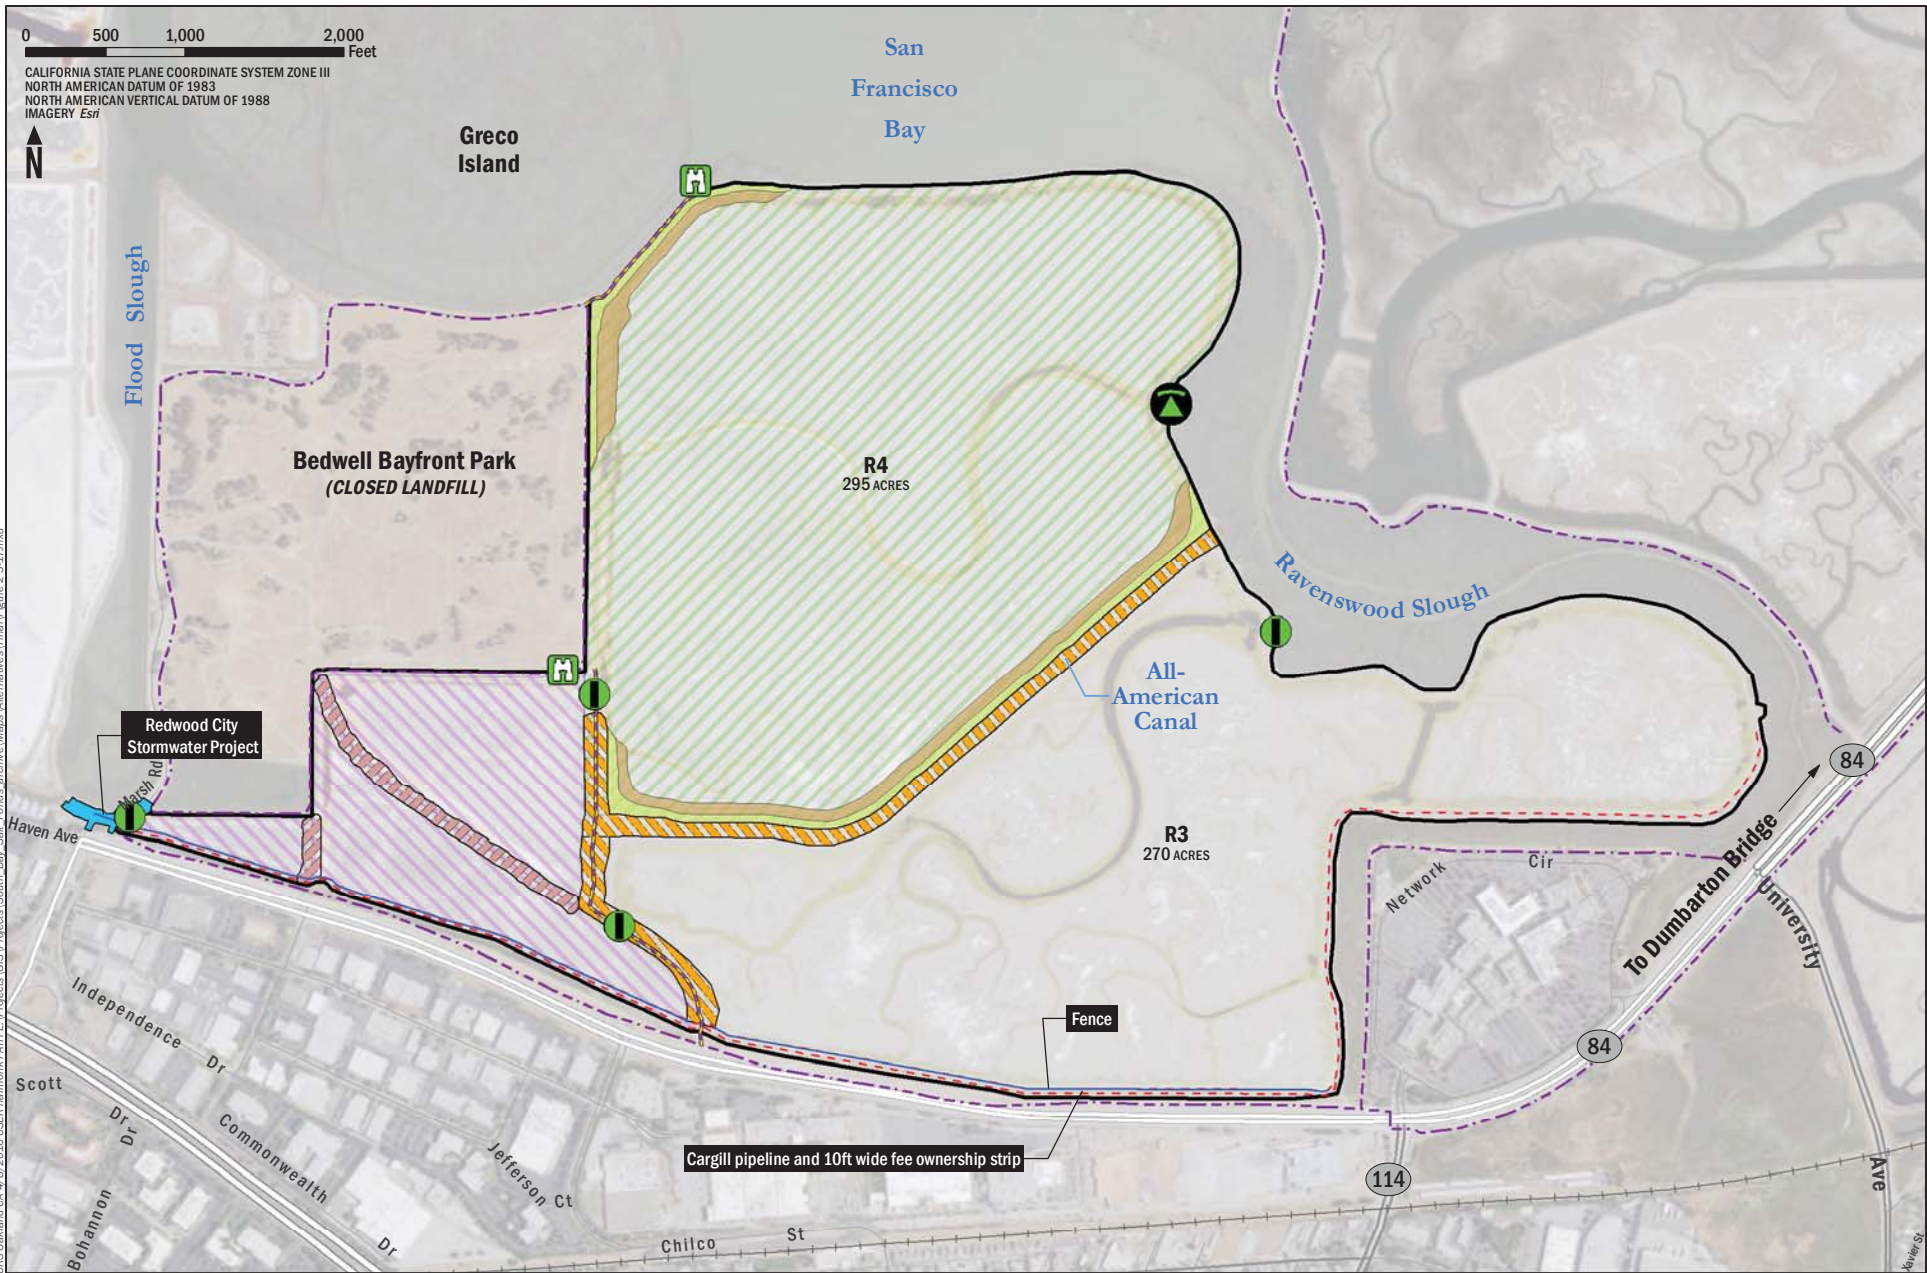 0 500 1,000 2,000
Feet
CALIFORNIA STATE PLANE COORDINATE SYSTEM ZONE III
NORTH AMERICAN DATUM OF 1983
NORTH AMERICAN VERTICAL DATUM OF 1988
IMAGERY Esri
N
San
Francisco
Bay
Greco
Island
Flood Slough
Bedwell Bayfront Park
(CLOSED LANDFILL)
R4
295 ACRES
Ravenswood Slough
All-
American
Canal
Redwood City
Stormwater Project
Marsh Rd
Haven Ave
R3
270 ACRES
84
To Dumbarton Bridge
Network
Cir
University
Ave
Fence
84
Independence Dr
Scott
Dr
Dr
Commonwealth
Dr
Jefferson
Ct
Bohannon
Cargill pipeline and 10ft wide fee ownership strip
114
Chilco St
Xavier St